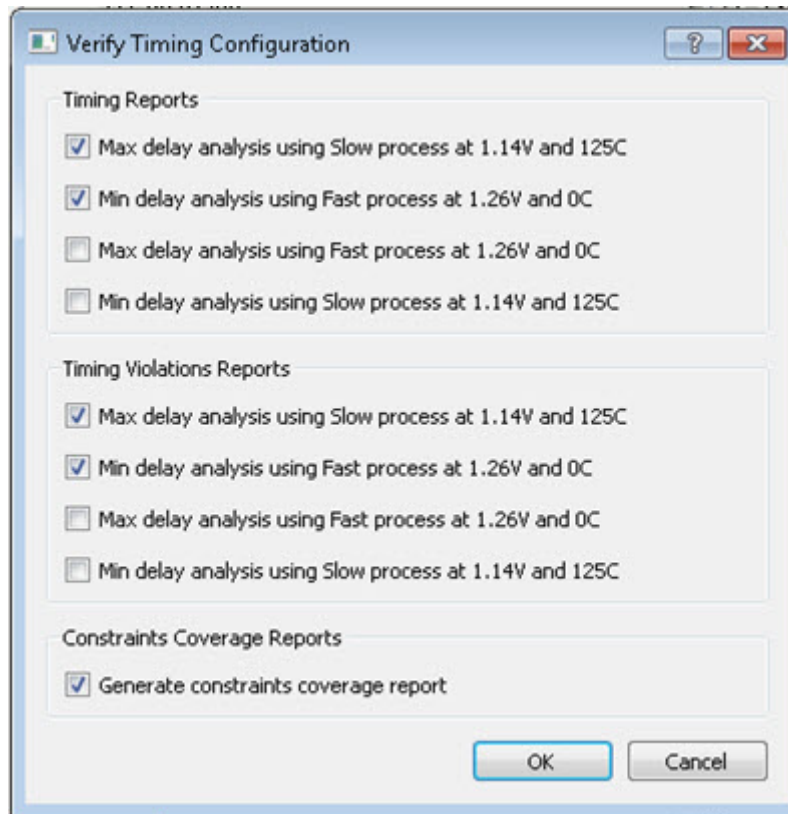 Verify Timing Configuration
Timing Reports
Max delay analysis using Slow process at 1.14V and 125C
Min delay analysis using Fast process at 1.26V and 0C
Max delay analysis using Fast process at 1.26V and 0C
Min delay analysis using Slow process at 1.14V and 125C
Timing Violations Reports
Max delay analysis using Slow process at 1.14V and 125C
Min delay analysis using Fast process at 1.26V and 0C
Max delay analysis using Fast process at 1.26V and 0C
Min delay analysis using Slow process at 1.14V and 125C
Constraints Coverage Reports
Generate constraints coverage report
OK Cancel